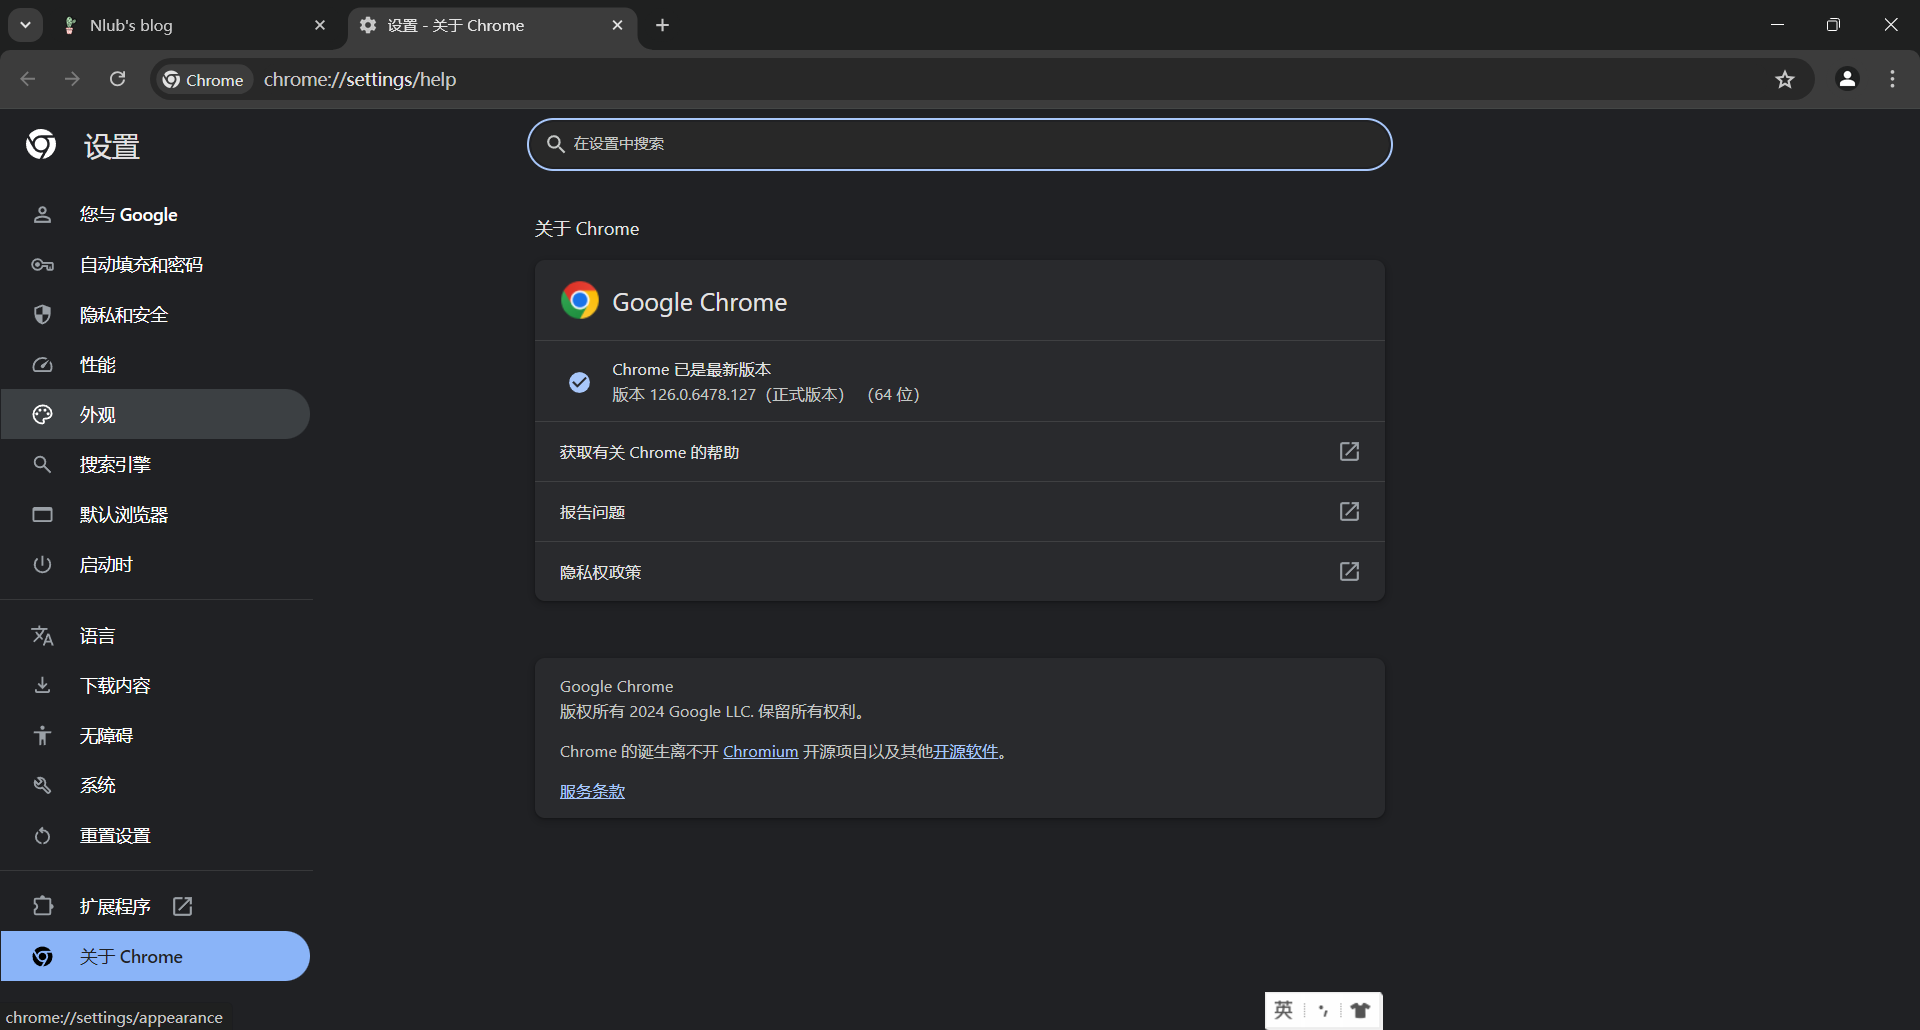 Nlub's blog
设置 - 关于 Chrome
Chrome
chrome://settings/help
设置
在设置中搜索
您与 Google
自动填充和密码
隐私和安全
性能
外观
搜索引擎
默认浏览器
启动时
语言
下载内容
无障碍
系统
重置设置
扩展程序
关于 Chrome
关于 Chrome
Google Chrome
Chrome 已是最新版本
版本 126.0.6478.127（正式版本） （64 位）
获取有关 Chrome 的帮助
报告问题
隐私权政策
Google Chrome
版权所有 2024 Google LLC. 保留所有权利。
Chrome 的诞生离不开 Chromium 开源项目以及其他开源软件。
服务条款
chrome://settings/appearance
英